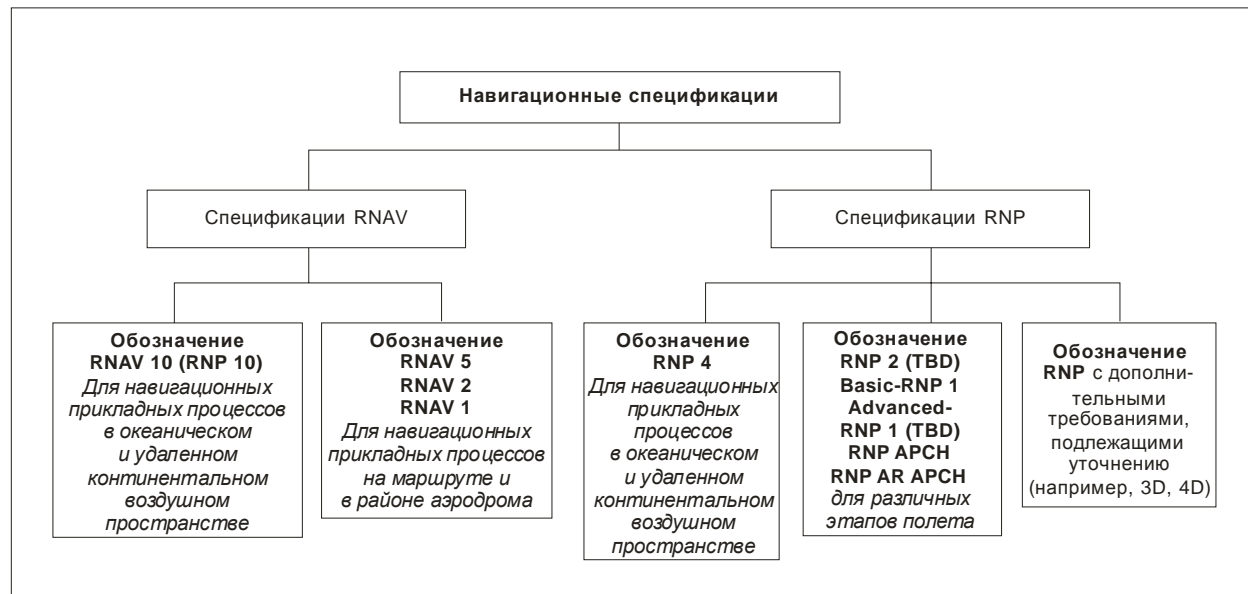 Навигационные спецификации
Спецификации RNAV
Спецификации RNP
Обозначение
RNAV 10 (RNP 10)
Для навигационных
прикладных процессов
в океаническом
и удаленном
континентальном
воздушном
пространстве
Обозначение
RNAV 5
RNAV 2
RNAV 1
Для навигационных
прикладных процессов
на маршруте и
в районе аэродрома
Обозначение
RNP 4
Для навигационных
прикладных
процессов
в океаническом
и удаленном
континентальном
воздушном
пространстве
Обозначение
RNP 2 (TBD)
Basic-RNP 1
Advanced-
RNP 1 (TBD)
RNP APCH
RNP AR APCH
для различных
этапов полета
Обозначение
RNP с дополни-
тельными
требованиями,
подлежащими
уточнению
(например, 3D, 4D)